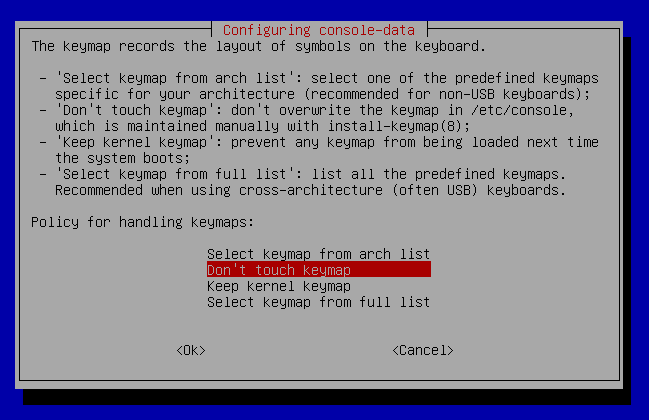 Configuring console-data
The keymap records the layout of symbols on the keyboard.
- 'Select keymap from arch list': select one of the predefined keymaps
specific for your architecture (recommended for non-USB keyboards);
- 'Don't touch keymap': don't overwrite the keymap in /etc/console,
which is maintained manually with install-keymap(8);
- 'Keep kernel keymap': prevent any keymap from being loaded next time
the system boots;
- 'Select keymap from full list': list all the predefined keymaps.
Recommended when using cross-architecture (often USB) keyboards.
Policy for handling keymaps:
Select keymap from arch list
Don't touch keymap
Keep kernel keymap
Select keymap from full list
<Ok> <Cancel>